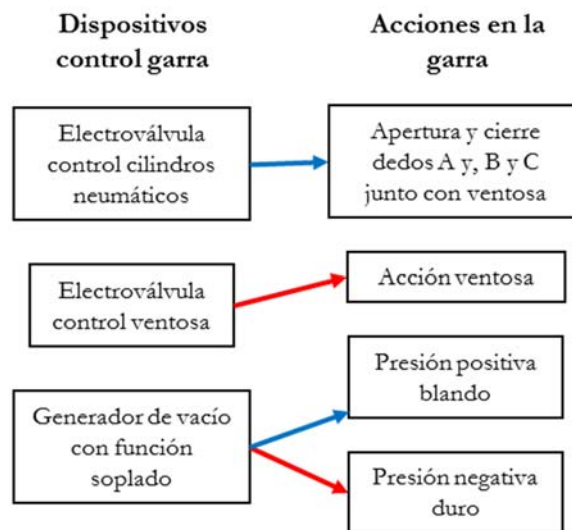 Dispositivos
control garra
Acciones en la
garra
Electroválvula
control cilindros
neumáticos
Apertura y cierre
dedos A y, B y C
junto con ventosa
Electroválvula
control ventosa
Acción ventosa
Generador de vacío
con función
soplado
Presión positiva
blando
Presión negativa
duro